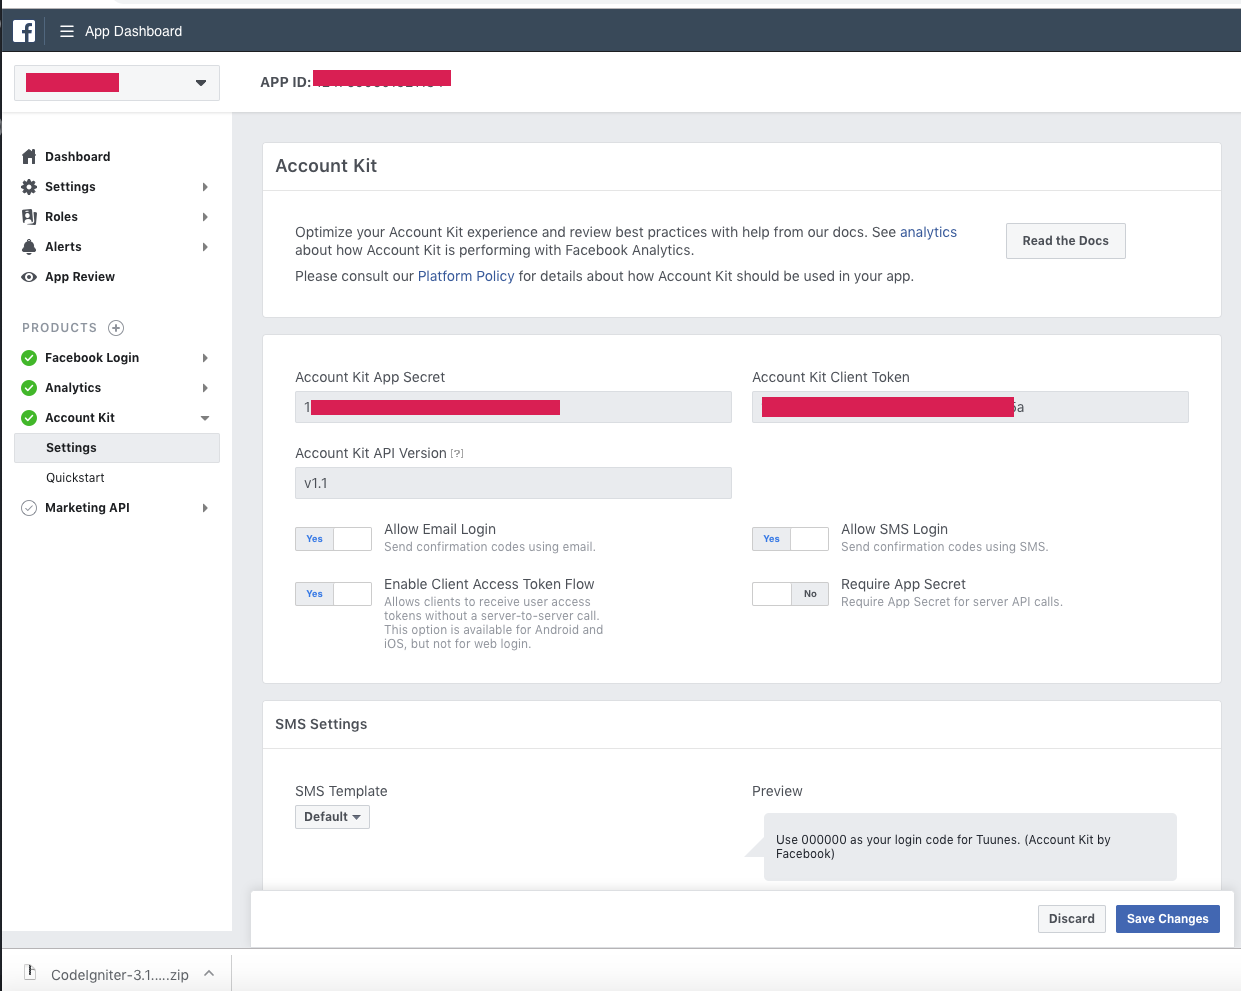 App Dashboard
APP ID:
Dashboard
Settings
Roles
Alerts
App Review
PRODUCTS
Facebook Login
Analytics
Account Kit
Settings
Quickstart
Marketing API
Account Kit
Optimize your Account Kit experience and review best practices with help from our docs. See analytics
about how Account Kit is performing with Facebook Analytics.
Please consult our Platform Policy for details about how Account Kit should be used in your app.
Read the Docs
Account Kit App Secret
1
Account Kit Client Token
a
Account Kit API Version [?]
v1.1
Yes
Allow Email Login
Send confirmation codes using email.
Yes
Allow SMS Login
Send confirmation codes using SMS.
Yes
Enable Client Access Token Flow
Allows clients to receive user access
tokens without a server-to-server call.
This option is available for Android and
iOS, but not for web login.
No
Require App Secret
Require App Secret for server API calls.
SMS Settings
SMS Template
Default
Preview
Use 000000 as your login code for Tuunes. (Account Kit by
Facebook)
Discard
Save Changes
CodeIgniter-3.1.....zip